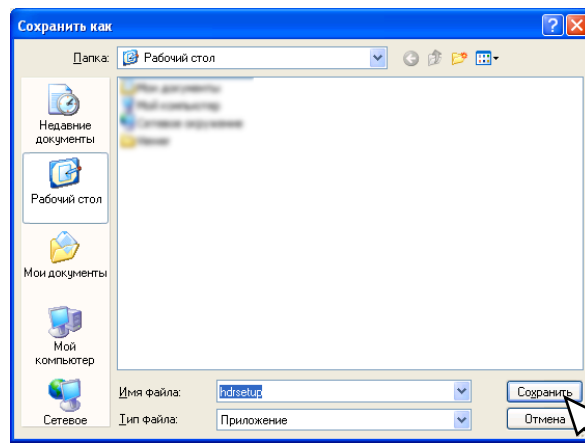 Сохранить как
Папка:
Рабочий стол
Недавние
документы
Рабочий стол
Мои документы
Мой
компьютер
Сетевое
Имя файла:
hdrsetup
Сохранить
Тип файла:
Приложение
Отмена